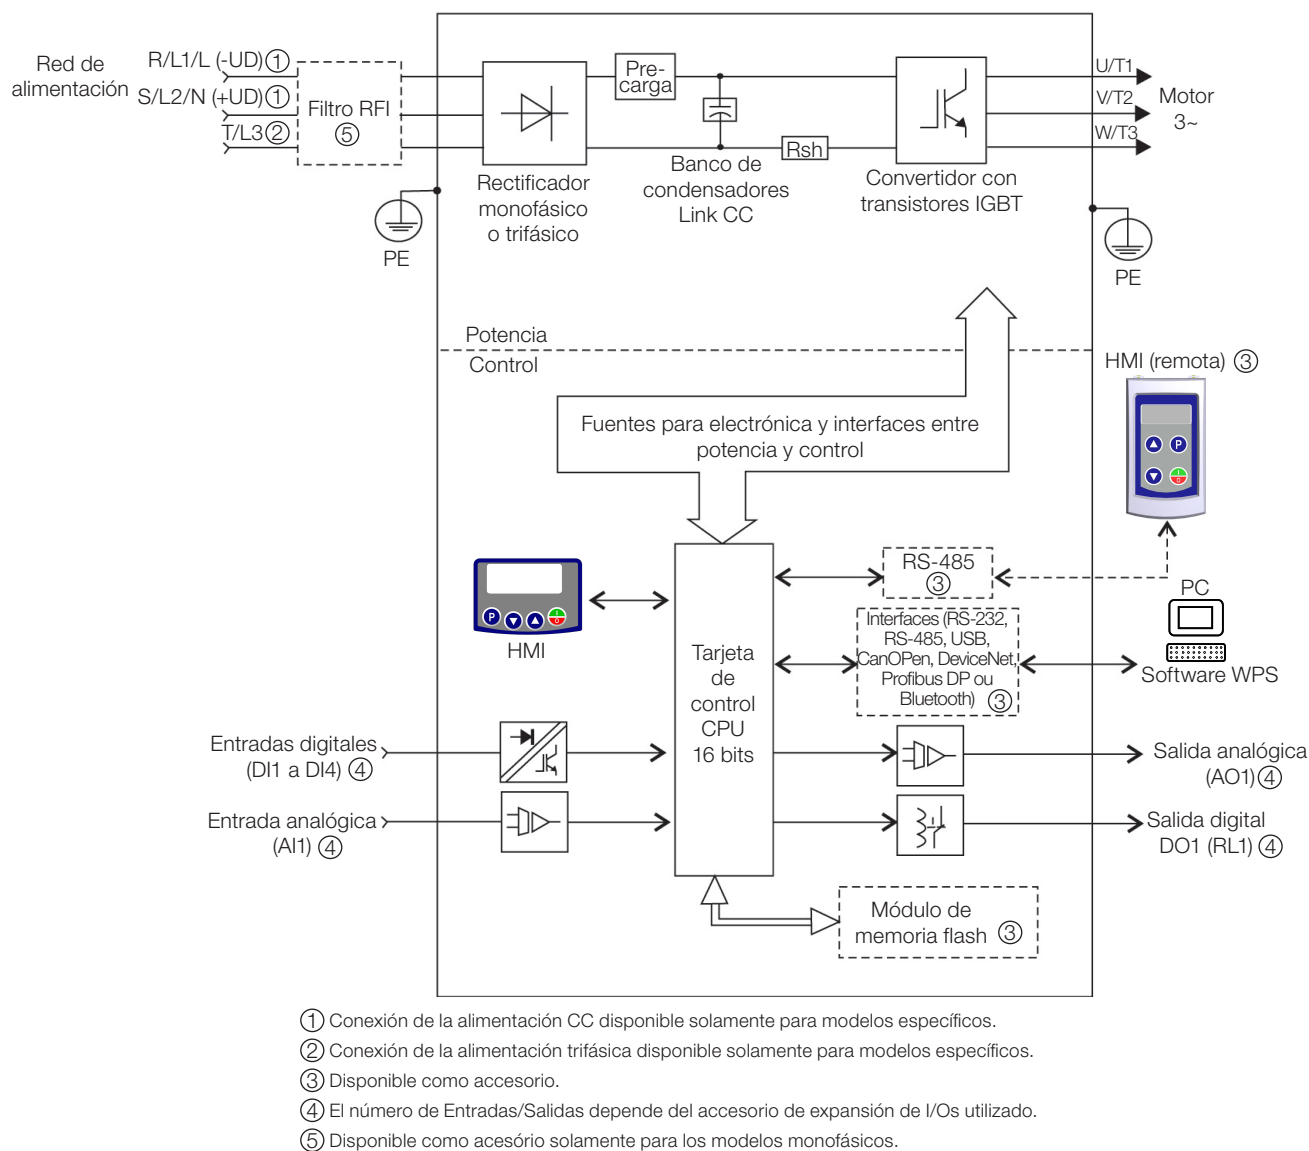 Red de
alimentación
R/L1/L (-UD) ①
S/L2/N (+UD) ①
T/L3 ②
Filtro RFI
⑤
PE
Rectificador
monofásico
o trifásico
Pre-
carga
Banco de
condensadores
Link CC
Rsh
Convertidor con
transistores IGBT
U/T1
V/T2
W/T3
Motor
3~
PE
Potencia
Control
Fuentes para electrónica y interfaces entre
potencia y control
HMI (remota) ③
P
I
0
P
I
0
HMI
Tarjeta
de
control
CPU
16 bits
RS-485
③
Interfaces (RS-232,
RS-485, USB,
CanOPen, DeviceNet,
Profibus DP ou
Bluetooth) ③
PC
Software WPS
Entradas digitales
(DI1 a DI4) ④
Entrada analógica
(AI1) ④
Salida analógica
(AO1) ④
Salida digital
DO1 (RL1) ④
Módulo de
memoria flash ③
① Conexión de la alimentación CC disponible solamente para modelos específicos.
② Conexión de la alimentación trifásica disponible solamente para modelos específicos.
③ Disponible como accesorio.
④ El número de Entradas/Salidas depende del accesorio de expansión de I/Os utilizado.
⑤ Disponible como acesório solamente para los modelos monofásicos.